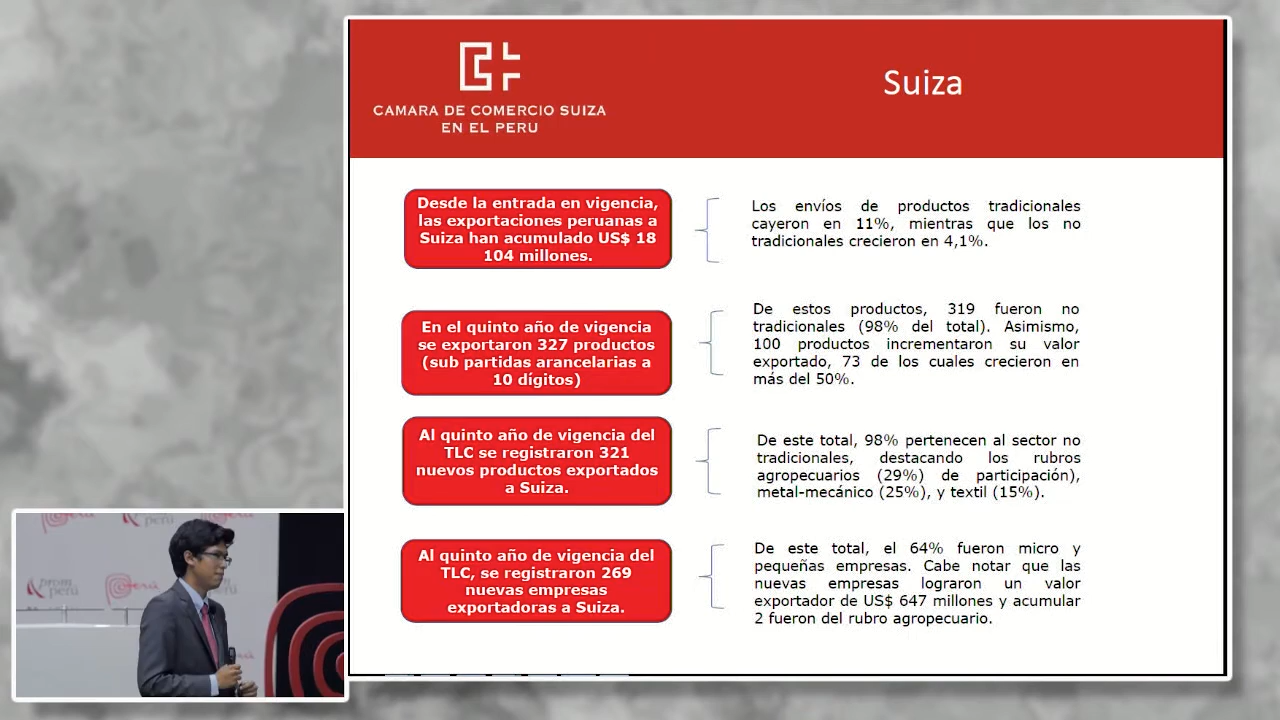 CAMARA DE COMERCIO SUIZA
EN EL PERU
Suiza
Desde la entrada en vigencia,
las exportaciones peruanas a
Suiza han acumulado US$ 18
104 millones.
Los envíos de productos tradicionales
cayeron en 11%, mientras que los no
tradicionales crecieron en 4,1%.
En el quinto año de vigencia
se exportaron 327 productos
(sub partidas arancelarias a
10 dígitos)
De estos productos, 319 fueron no
tradicionales (98% del total). Asimismo,
100 productos incrementaron su valor
exportado, 73 de los cuales crecieron en
más del 50%.
Al quinto año de vigencia del
TLC se registraron 321
nuevos productos exportados
a Suiza.
De este total, 98% pertenecen al sector no
tradicionales, destacando los rubros
agropecuarios (29%) de participación),
metal-mecánico (25%), y textil (15%).
Al quinto año de vigencia del
TLC, se registraron 269
nuevas empresas
exportadoras a Suiza.
De este total, el 64% fueron micro y
pequeñas empresas. Cabe notar que las
nuevas empresas lograron un valor
exportador de US$ 647 millones y acumular
2 fueron del rubro agropecuario.
Perú
perú
Perú
prom
perú
Perú